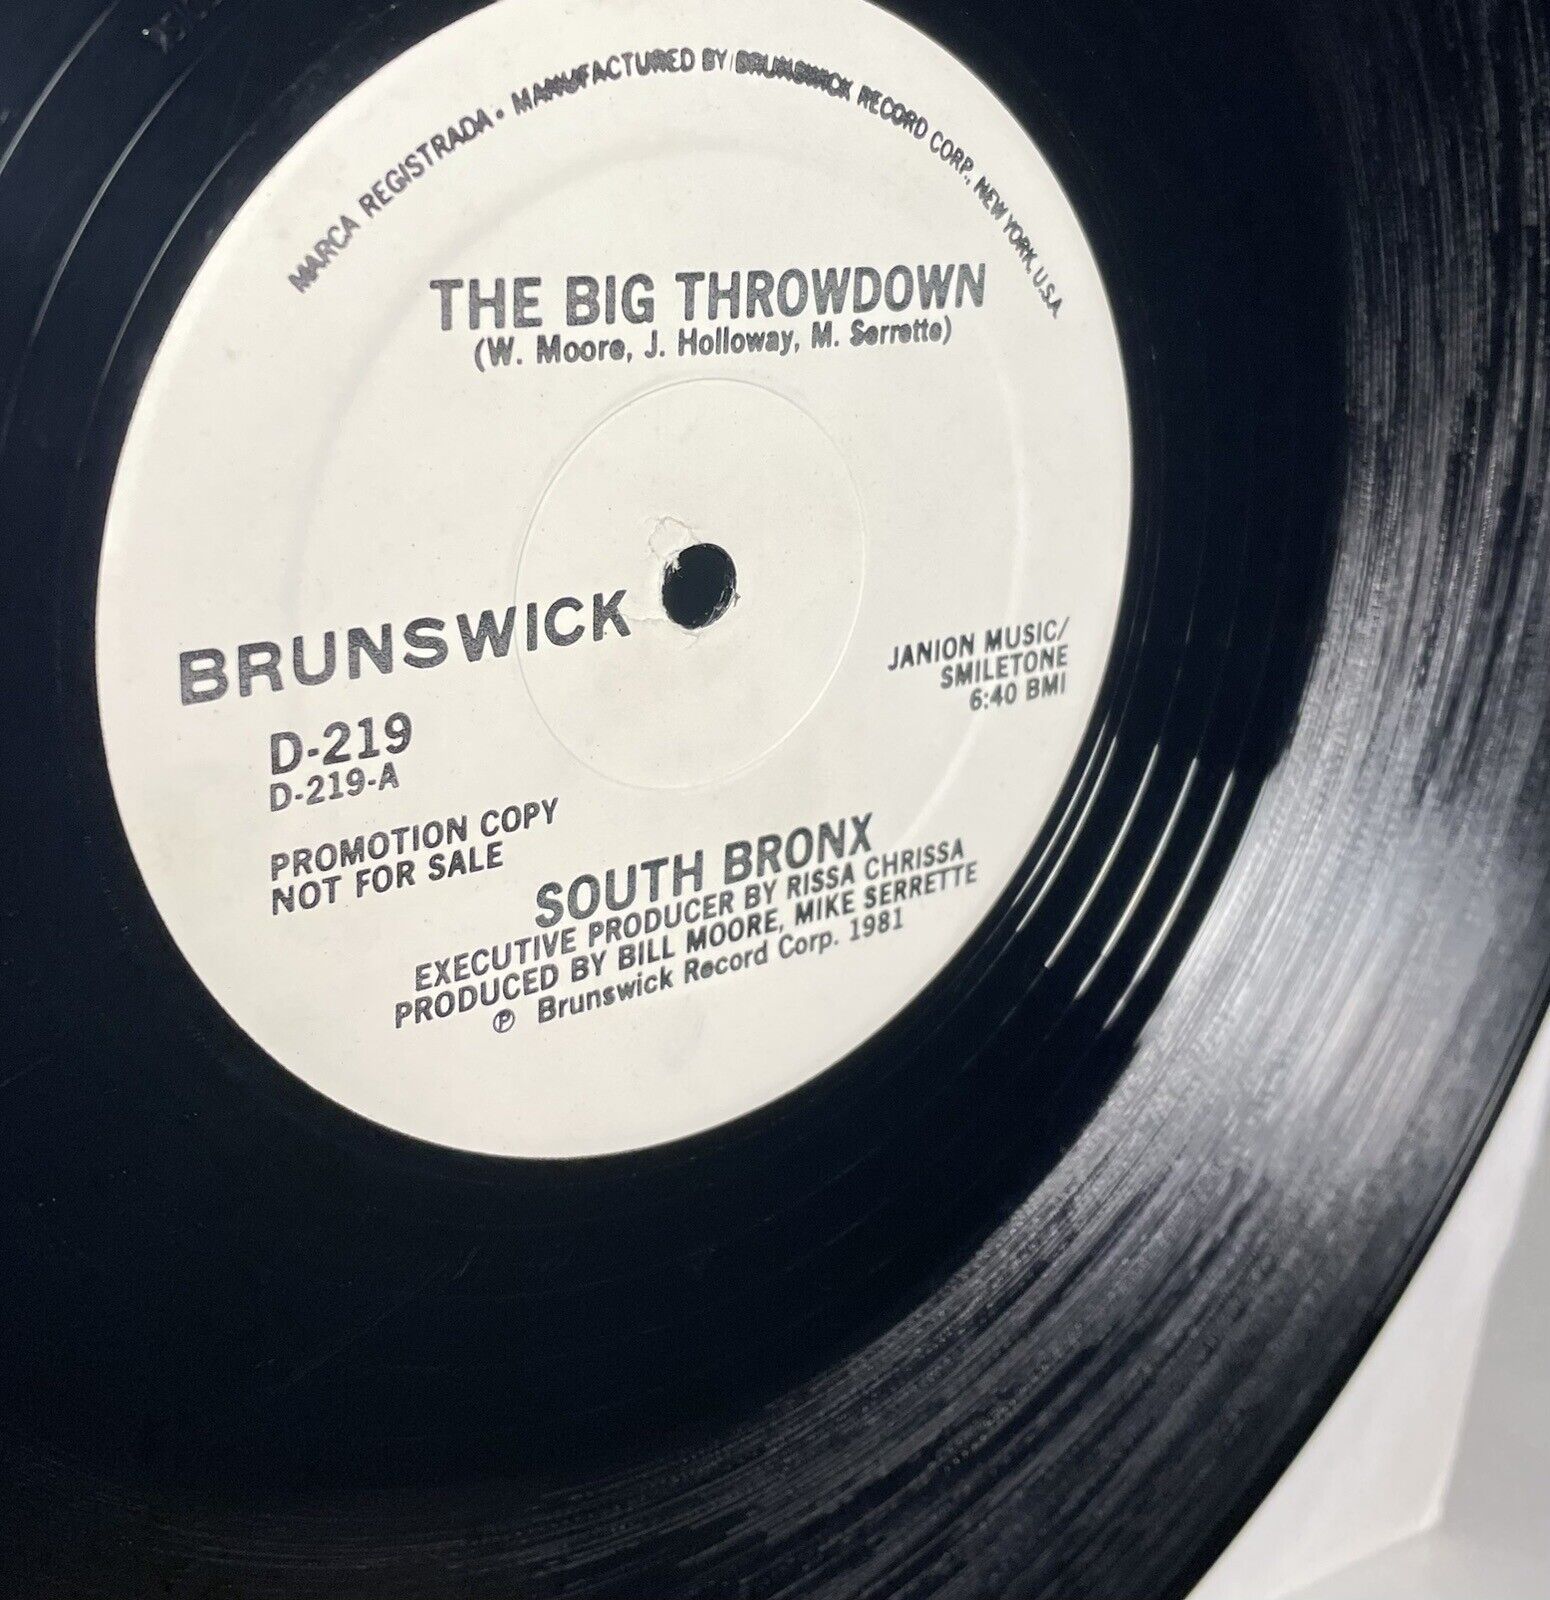 MARCA REGISTRADA • MANUFACTURED BY BRUNSWICK RECORD CORP., NEW YORK, U.S.A.
THE BIG THROWDOWN
(W. Moore, J. Holloway, M. Serrette)
BRUNSWICK
JANION MUSIC/
SMILETONE
6:40 BMI
D-219
D-219-A
PROMOTION COPY
NOT FOR SALE
SOUTH BRONX
EXECUTIVE PRODUCER BY RISSA CHRISSA
PRODUCED BY BILL MOORE, MIKE SERRETTE
℗ Brunswick Record Corp. 1981